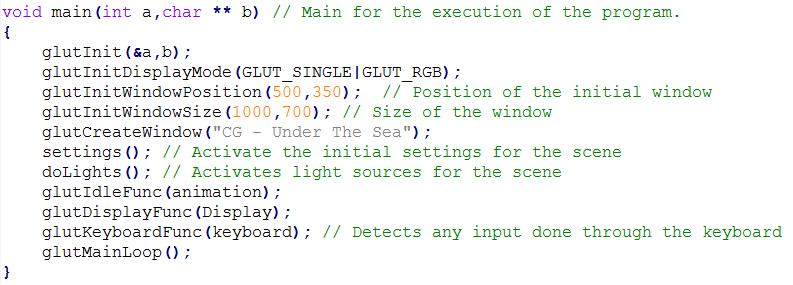 void main(int a,char ** b) // Main for the execution of the program.
{
    glutInit(&a,b);
    glutInitDisplayMode(GLUT_SINGLE|GLUT_RGB);
    glutInitWindowPosition(500,350);  // Position of the initial window
    glutInitWindowSize(1000,700); // Size of the window
    glutCreateWindow("CG - Under The Sea");
    settings(); // Activate the initial settings for the scene
    doLights(); // Activates light sources for the scene
    glutIdleFunc(animation);
    glutDisplayFunc(Display);
    glutKeyboardFunc(keyboard); // Detects any input done through the keyboard
    glutMainLoop();
}